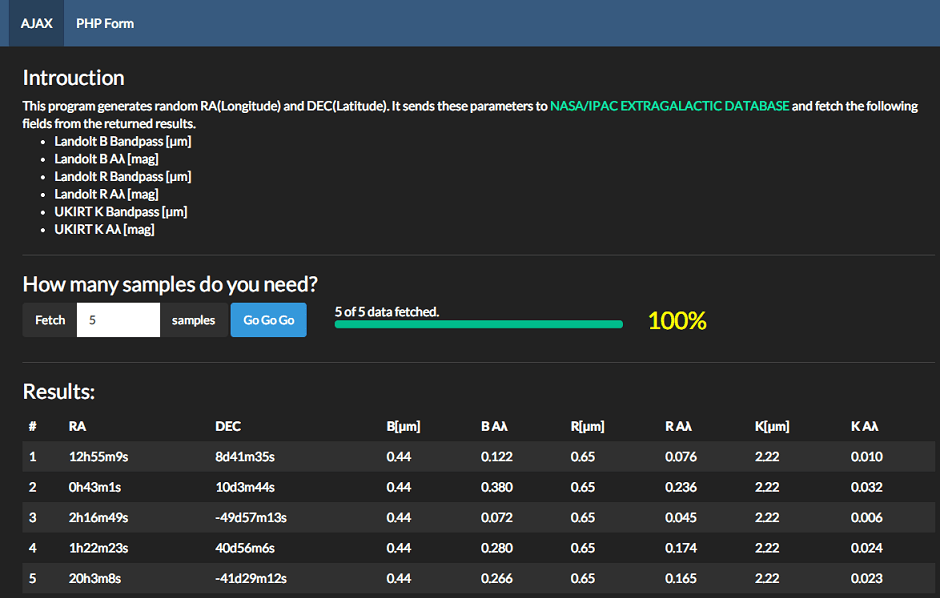 AJAX PHP Form
Introuction
This program generates random RA(Longitude) and DEC(Latitude). It sends these parameters to NASA/IPAC EXTRAGALACTIC DATABASE and fetch the following
fields from the returned results.
• Landolt B Bandpass [μm]
• Landolt B Aλ [mag]
• Landolt R Bandpass [μm]
• Landolt R Aλ [mag]
• UKIRT K Bandpass [μm]
• UKIRT K Aλ [mag]
How many samples do you need?
Fetch 5 samples Go Go Go 5 of 5 data fetched. 100%
Results:
# RA DEC B[μm] B Aλ R[μm] R Aλ K[μm] K Aλ
1 12h55m9s 8d41m35s 0.44 0.122 0.65 0.076 2.22 0.010
2 0h43m1s 10d3m44s 0.44 0.380 0.65 0.236 2.22 0.032
3 2h16m49s -49d57m13s 0.44 0.072 0.65 0.045 2.22 0.006
4 1h22m23s 40d56m6s 0.44 0.280 0.65 0.174 2.22 0.024
5 20h3m8s -41d29m12s 0.44 0.266 0.65 0.165 2.22 0.023